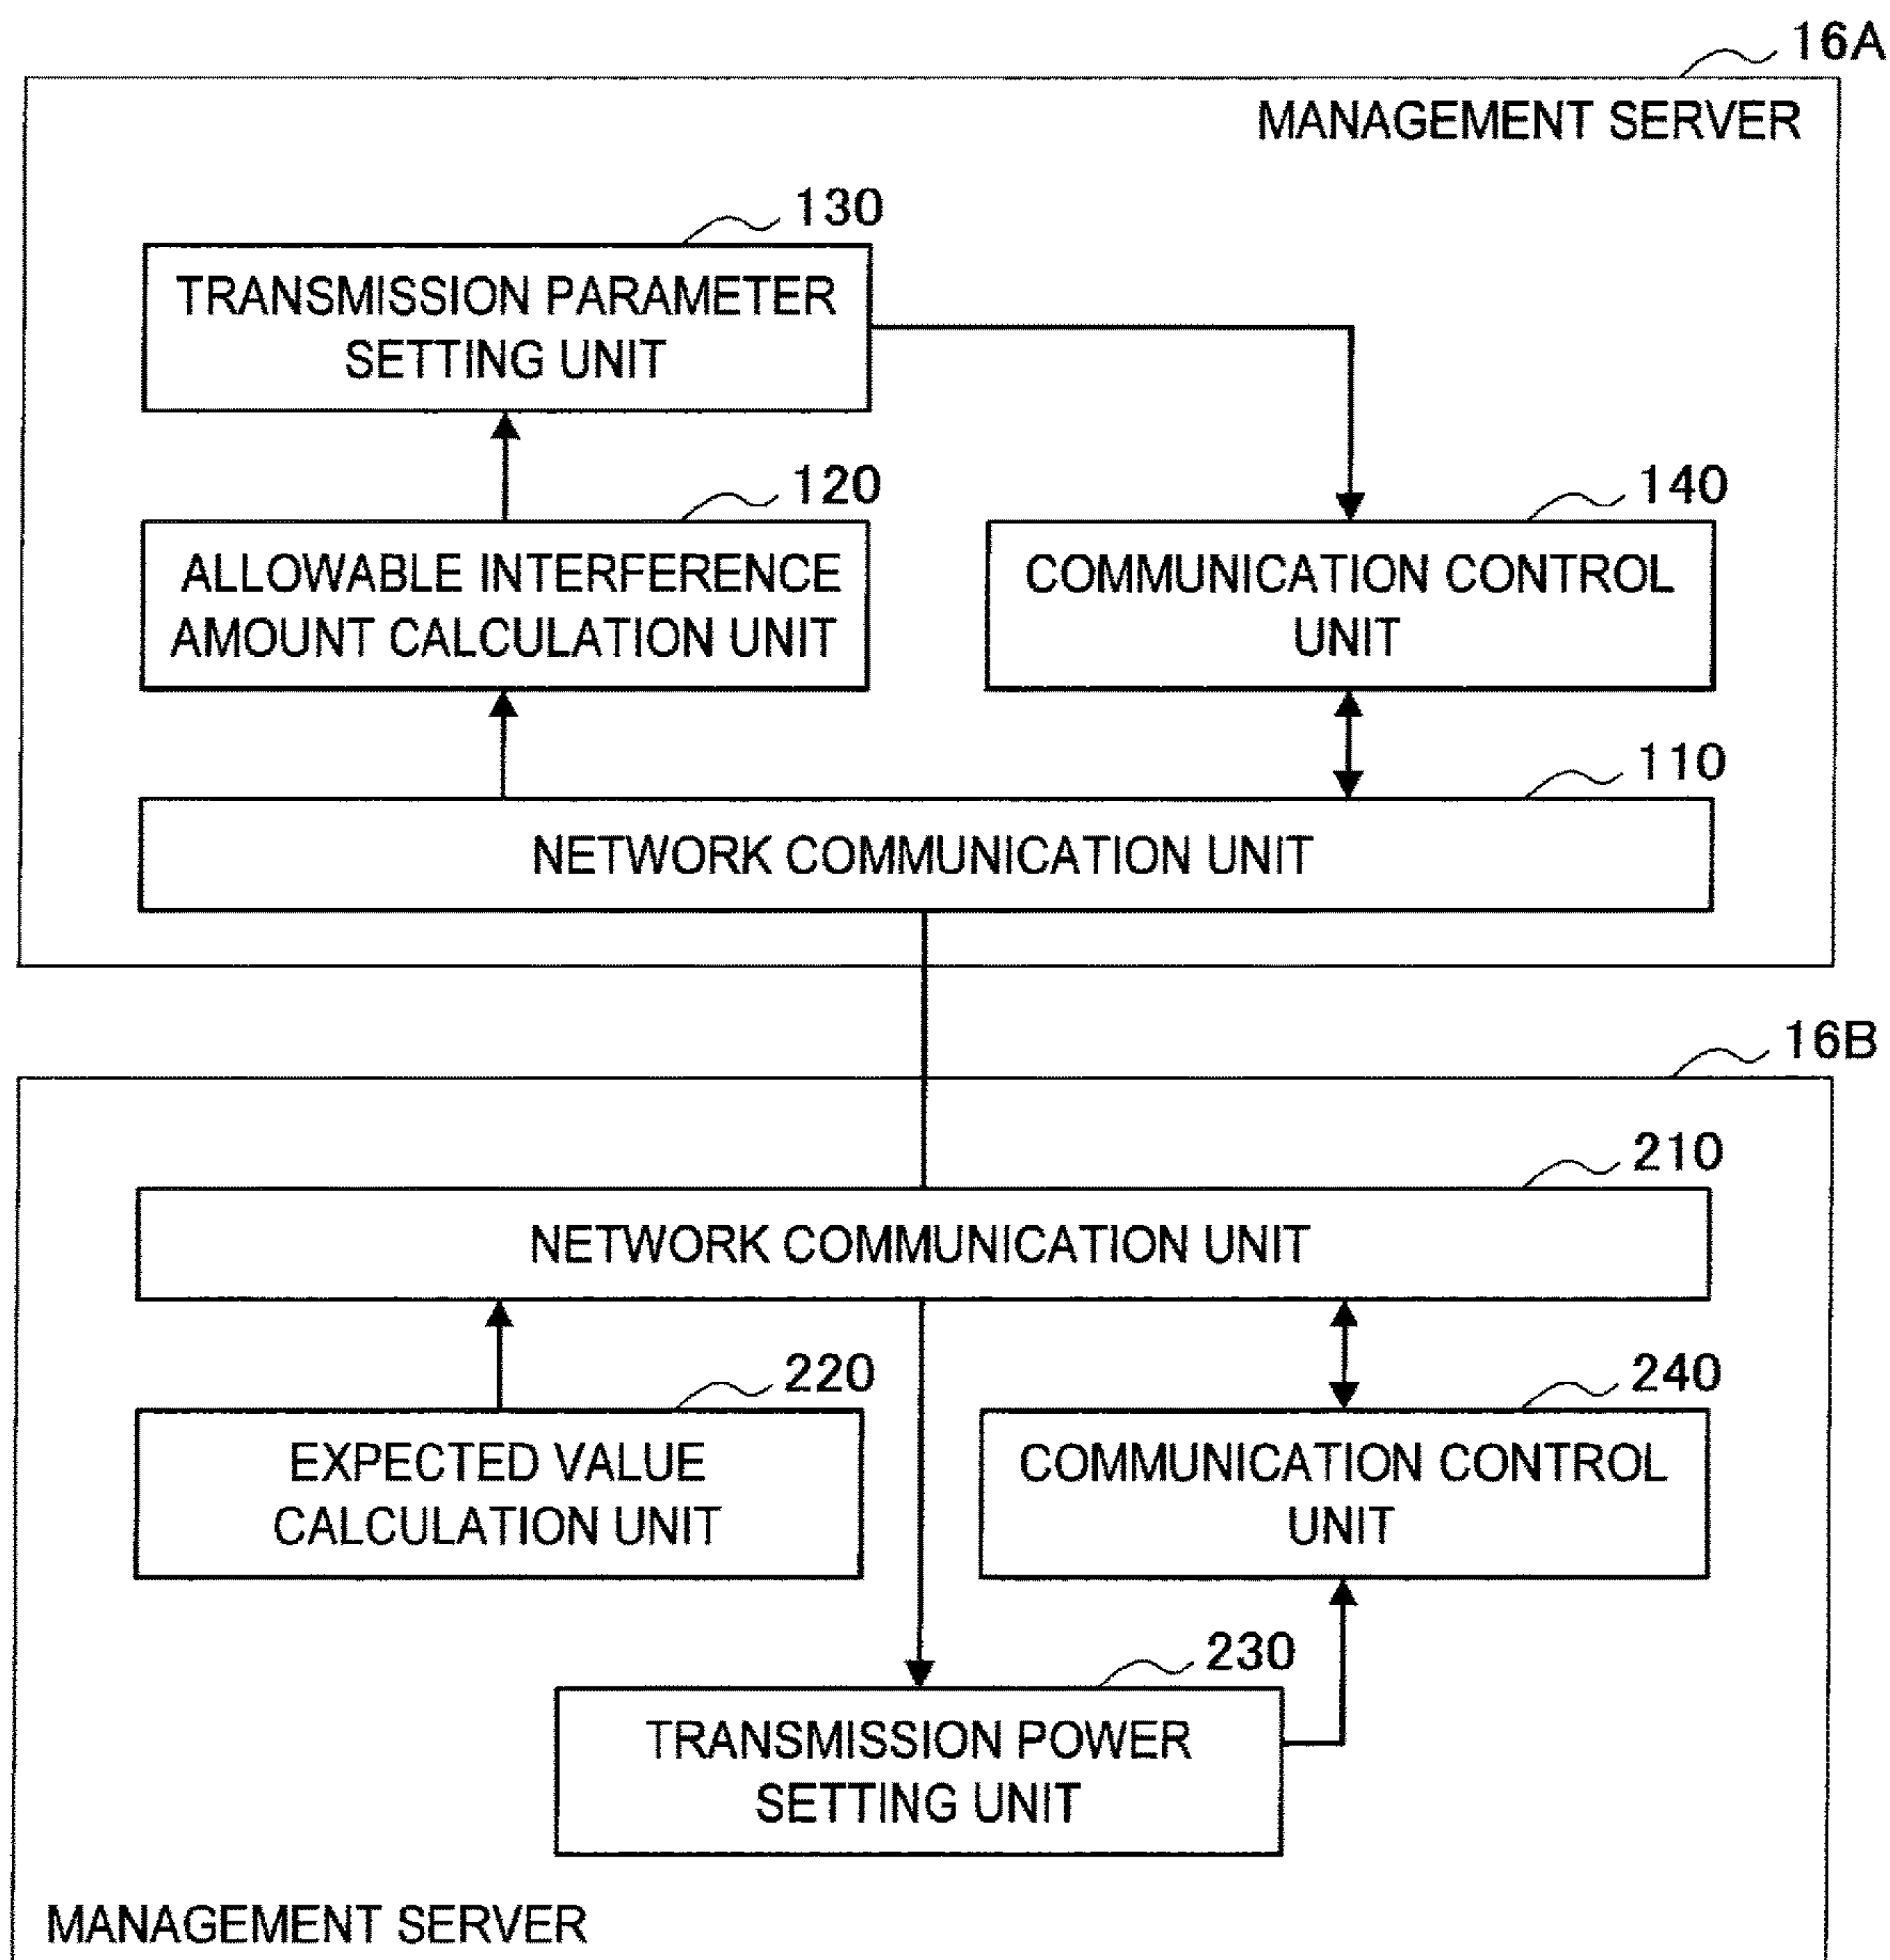 16A
MANAGEMENT SERVER
130
TRANSMISSION PARAMETER
SETTING UNIT
120
140
ALLOWABLE INTERFERENCE
AMOUNT CALCULATION UNIT
COMMUNICATION CONTROL
UNIT
110
NETWORK COMMUNICATION UNIT
16B
210
NETWORK COMMUNICATION UNIT
220
240
EXPECTED VALUE
CALCULATION UNIT
COMMUNICATION CONTROL
UNIT
230
TRANSMISSION POWER
SETTING UNIT
MANAGEMENT SERVER